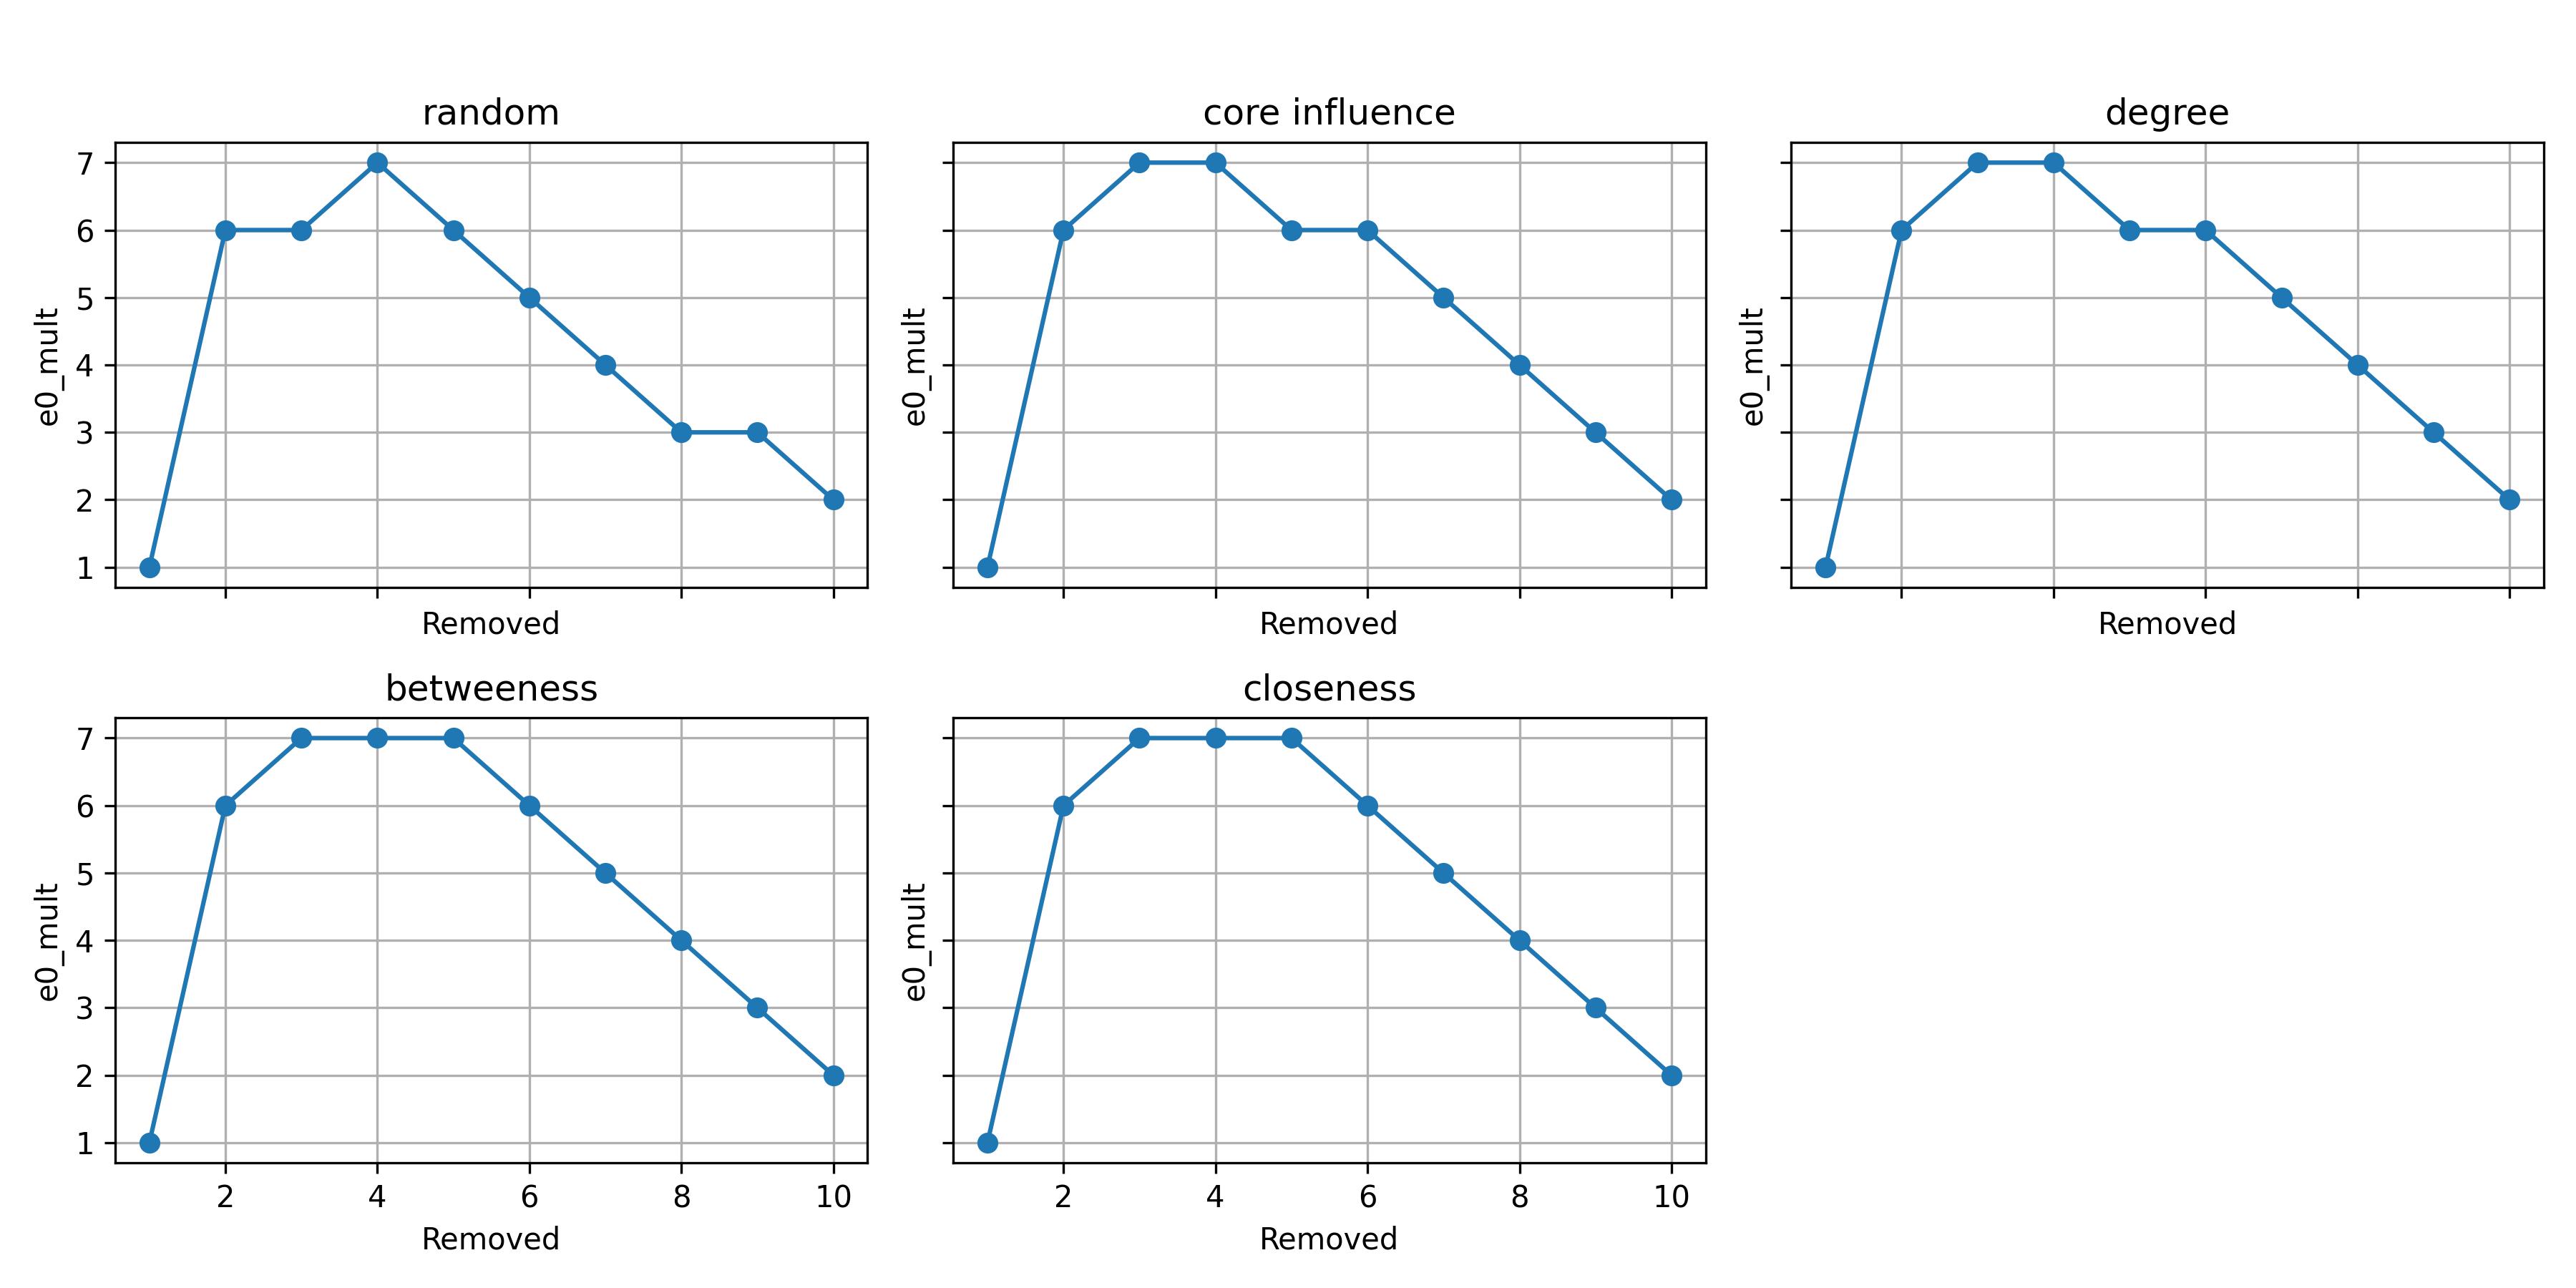 random
core influence
degree
7
6
5
4
3
2
1
e0_mult
e0_mult
e0_mult
Removed
Removed
Removed
betweeness
closeness
7
6
5
4
3
2
1
e0_mult
e0_mult
2 4 6 8 10
2 4 6 8 10
Removed
Removed